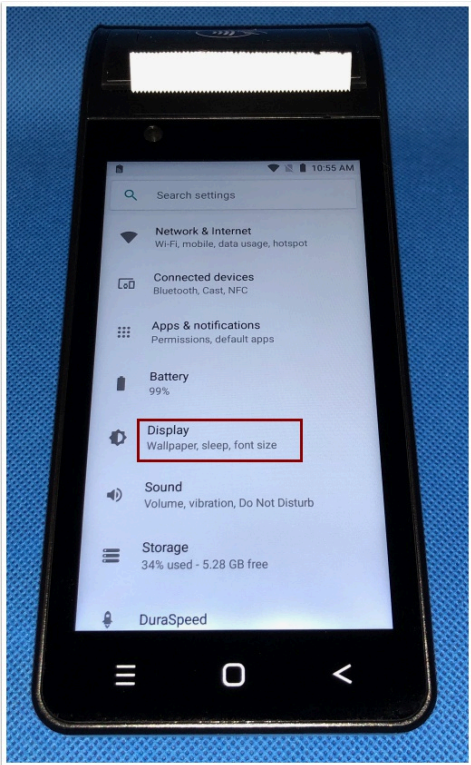 10:55 AM
Search settings
Network & Internet
Wi-Fi, mobile, data usage, hotspot
Connected devices
Bluetooth, Cast, NFC
Apps & notifications
Permissions, default apps
Battery
99%
Display
Wallpaper, sleep, font size
Sound
Volume, vibration, Do Not Disturb
Storage
34% used - 5.28 GB free
DuraSpeed